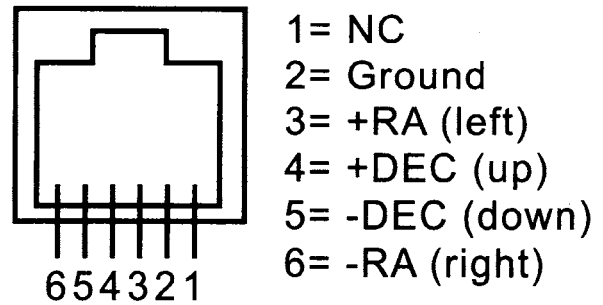 1= NC
2= Ground
3= +RA (left)
4= +DEC (up)
5= -DEC (down)
6= -RA (right)
654321